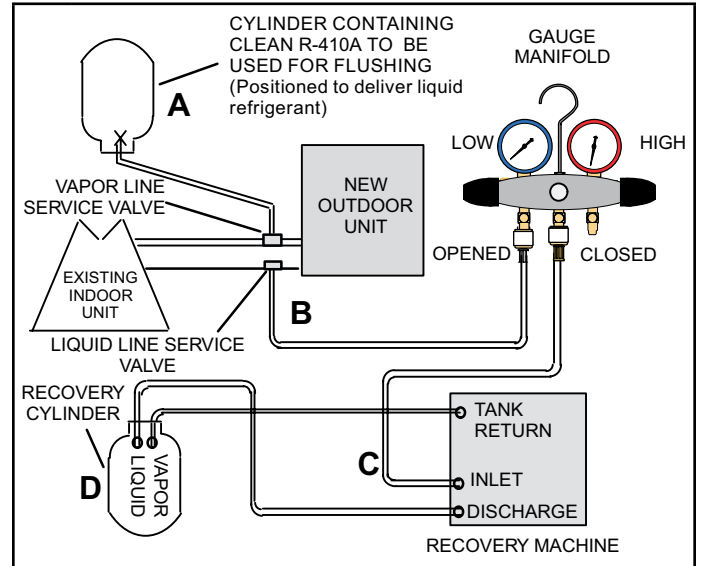 CYLINDER CONTAINING
CLEAN R-410A TO BE
USED FOR FLUSHING
(Positioned to deliver liquid
refrigerant)
A
GAUGE
MANIFOLD
LOW
HIGH
VAPOR LINE
SERVICE VALVE
NEW
OUTDOOR
UNIT
OPENED
CLOSED
EXISTING
INDOOR
UNIT
B
LIQUID LINE SERVICE
VALVE
RECOVERY
CYLINDER
TANK
RETURN
C
D
LIQUID
VAPOR
INLET
DISCHARGE
RECOVERY MACHINE